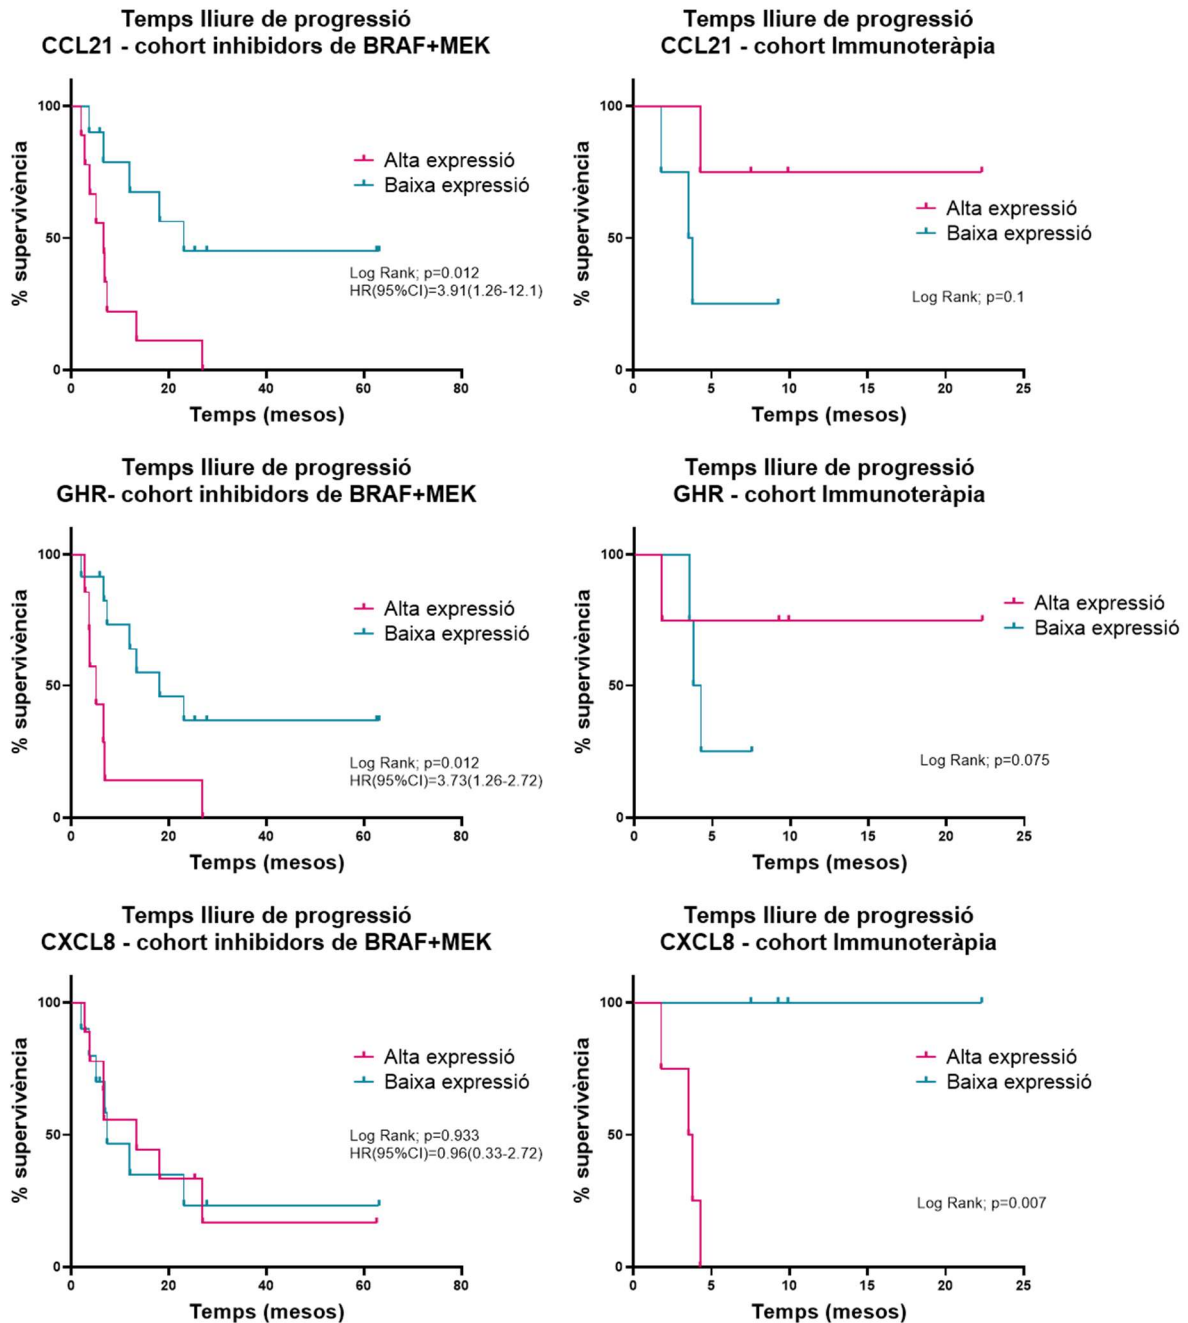 Temps lliure de progressió
CCL21 - cohort inhibidors de BRAF+MEK
% supervivència
100
50
0
0 20 40 60 80
Temps (mesos)
Alta expressió
Baixa expressió
Log Rank; p=0.012
HR(95%CI)=3.91(1.26-12.1)
Temps lliure de progressió
CCL21 - cohort Immunoteràpia
% supervivència
100
50
0
0 5 10 15 20 25
Temps (mesos)
Alta expressió
Baixa expressió
Log Rank; p=0.1
Temps lliure de progressió
GHR- cohort inhibidors de BRAF+MEK
% supervivència
100
50
0
0 20 40 60 80
Temps (mesos)
Alta expressió
Baixa expressió
Log Rank; p=0.012
HR(95%CI)=3.73(1.26-2.72)
Temps lliure de progressió
GHR - cohort Immunoteràpia
% supervivència
100
50
0
0 5 10 15 20 25
Temps (mesos)
Alta expressió
Baixa expressió
Log Rank; p=0.075
Temps lliure de progressió
CXCL8 - cohort inhibidors de BRAF+MEK
% supervivència
100
50
0
0 20 40 60 80
Temps (mesos)
Alta expressió
Baixa expressió
Log Rank; p=0.933
HR(95%CI)=0.96(0.33-2.72)
Temps lliure de progressió
CXCL8 - cohort Immunoteràpia
% supervivència
100
50
0
0 5 10 15 20 25
Temps (mesos)
Alta expressió
Baixa expressió
Log Rank; p=0.007